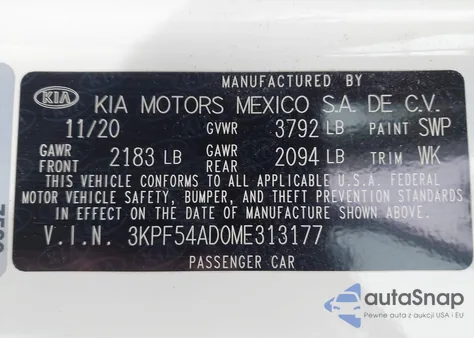 MANUFACTURED BY
KIA KIA MOTORS MEXICO S.A. DE C.V.
11/20 GVWR 3792 LB PAINT SWP
GAWR FRONT 2183 LB GAWR REAR 2094 LB TRIM WK
THIS VEHICLE CONFORMS TO ALL APPLICABLE U.S.A. FEDERAL
MOTOR VEHICLE SAFETY, BUMPER, AND THEFT PREVENTION STANDARDS
IN EFFECT ON THE DATE OF MANUFACTURE SHOWN ABOVE.
V.I.N. 3KPF54AD0ME313177
PASSENGER CAR
autoSnap
Pewne auta z aukcji USA i EU